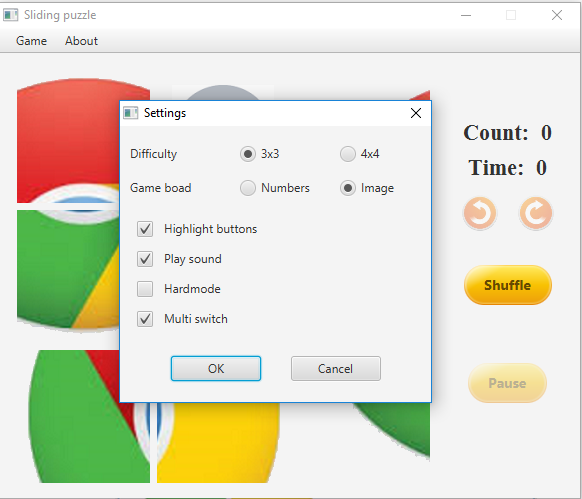 Sliding puzzle
Game About
Settings
Difficulty 3x3 4x4
Game boad Numbers Image
Highlight buttons
Play sound
Hardmode
Multi switch
OK Cancel
Count: 0
Time: 0
Shuffle
Pause